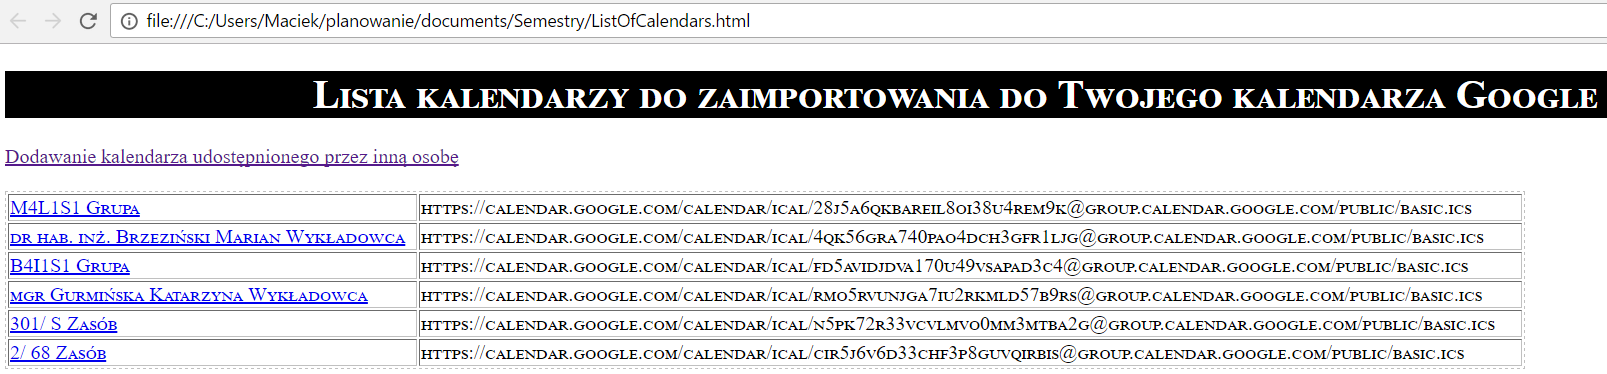 file:///C:/Users/Maciek/planowanie/documents/Semestry/ListOfCalendars.html
Lista kalendarzy do zaimportowania do Twojego kalendarza Google
Dodawanie kalendarza udostępnionego przez inną osobę
M4L1S1 Grupa https://calendar.google.com/calendar/ical/28j5a6qkbareil8oi38u4rem9k@group.calendar.google.com/public/basic.ics
dr hab. inż. Brzeziński Marian Wykładowca https://calendar.google.com/calendar/ical/4qk56gra740pao4dch3gfr1ljg@group.calendar.google.com/public/basic.ics
B4I1S1 Grupa https://calendar.google.com/calendar/ical/fd5avidjdva170u49vsapad3c4@group.calendar.google.com/public/basic.ics
mgr Gurmińska Katarzyna Wykładowca https://calendar.google.com/calendar/ical/rmo5rvunjga7iu2rkmld57b9rs@group.calendar.google.com/public/basic.ics
301/ S Zasób https://calendar.google.com/calendar/ical/n5pk72r33vcvlmvo0mm3mtba2g@group.calendar.google.com/public/basic.ics
2/ 68 Zasób https://calendar.google.com/calendar/ical/cir5j6v6d33chf3p8guvqirbis@group.calendar.google.com/public/basic.ics